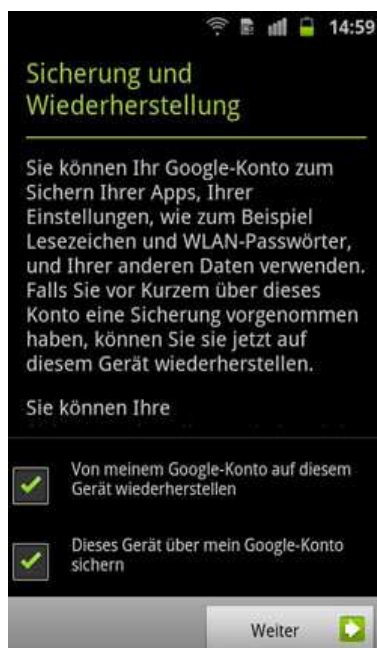 14:59
Sicherung und
Wiederherstellung
Sie können Ihr Google-Konto zum
Sichern Ihrer Apps, Ihrer
Einstellungen, wie zum Beispiel
Lesezeichen und WLAN-Passwörter,
und Ihrer anderen Daten verwenden.
Falls Sie vor Kurzem über dieses
Konto eine Sicherung vorgenommen
haben, können Sie sie jetzt auf
diesem Gerät wiederherstellen.
Sie können Ihre
Von meinem Google-Konto auf diesem
Gerät wiederherstellen
Dieses Gerät über mein Google-Konto
sichern
Weiter